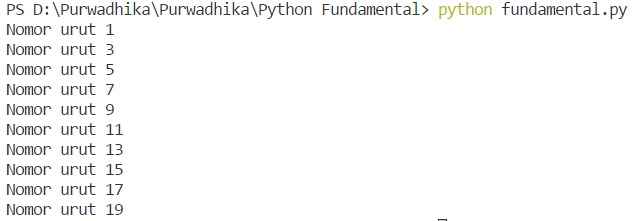 PS D:\Purwadhika\Purwadhika\Python Fundamental> python fundamental.py
Nomor urut 1
Nomor urut 3
Nomor urut 5
Nomor urut 7
Nomor urut 9
Nomor urut 11
Nomor urut 13
Nomor urut 15
Nomor urut 17
Nomor urut 19